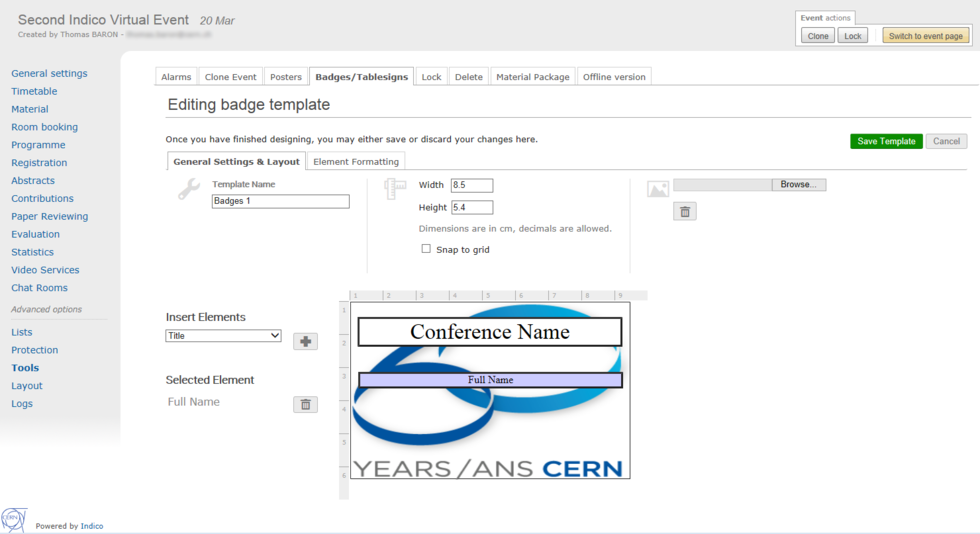 Second Indico Virtual Event 20 Mar
Created by Thomas BARON -
Event actions
Clone Lock Switch to event page
General settings
Timetable
Material
Room booking
Programme
Registration
Abstracts
Contributions
Paper Reviewing
Evaluation
Statistics
Video Services
Chat Rooms
Advanced options
Lists
Protection
Tools
Layout
Logs
Alarms Clone Event Posters Badges/Tablesigns Lock Delete Material Package Offline version
Editing badge template
Once you have finished designing, you may either save or discard your changes here.
Save Template Cancel
General Settings & Layout Element Formatting
Template Name
Badges 1
Width 8.5
Height 5.4
Dimensions are in cm, decimals are allowed.
Snap to grid
Browse...
Insert Elements
Title
Selected Element
Full Name
1 2 3 4 5 6 7 8 9
1
2
3
4
5
6
Conference Name
Full Name
YEARS/ANS CERN
CERN
Powered by Indico